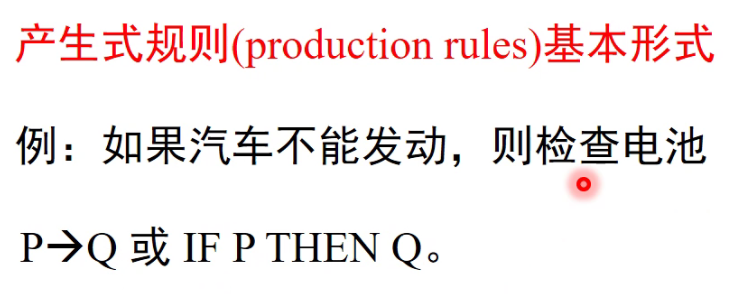 产生式规则(production rules)基本形式
例：如果汽车不能发动，则检查电池
P→Q 或 IF P THEN Q。